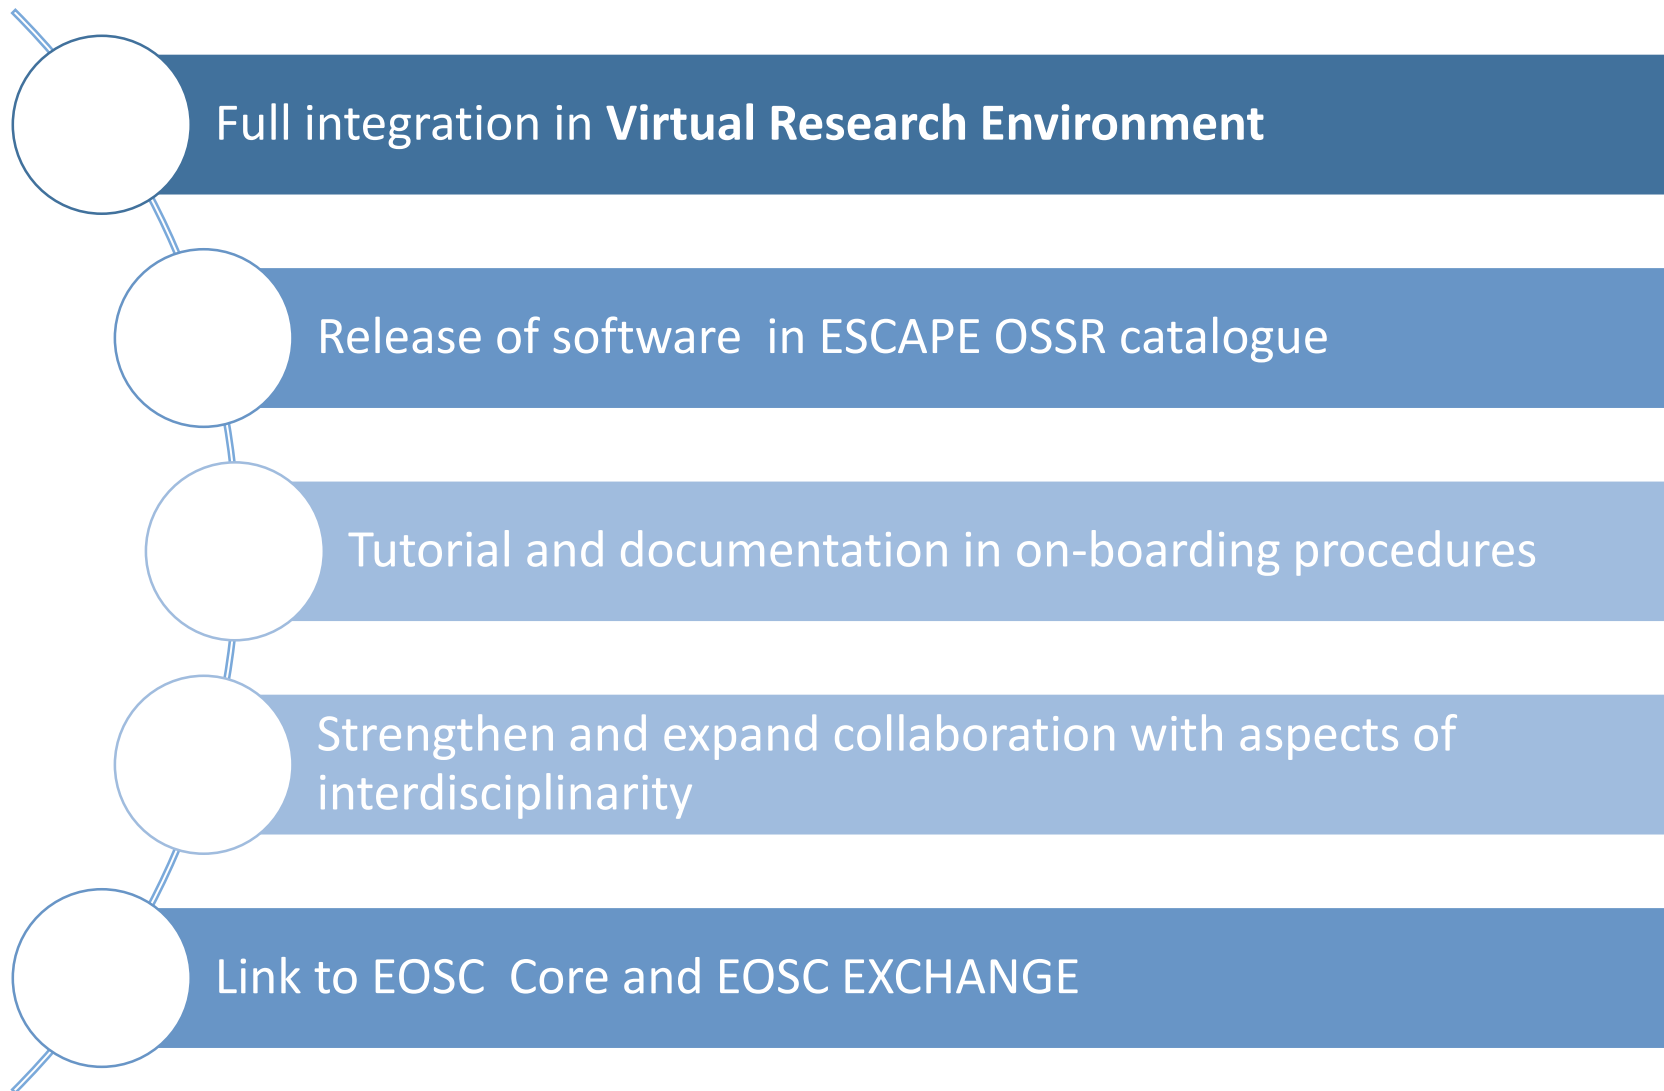 Full integration in Virtual Research Environment
Release of software  in ESCAPE OSSR catalogue
Tutorial and documentation in on-boarding procedures
Strengthen and expand collaboration with aspects of
interdisciplinarity
Link to EOSC  Core and EOSC EXCHANGE